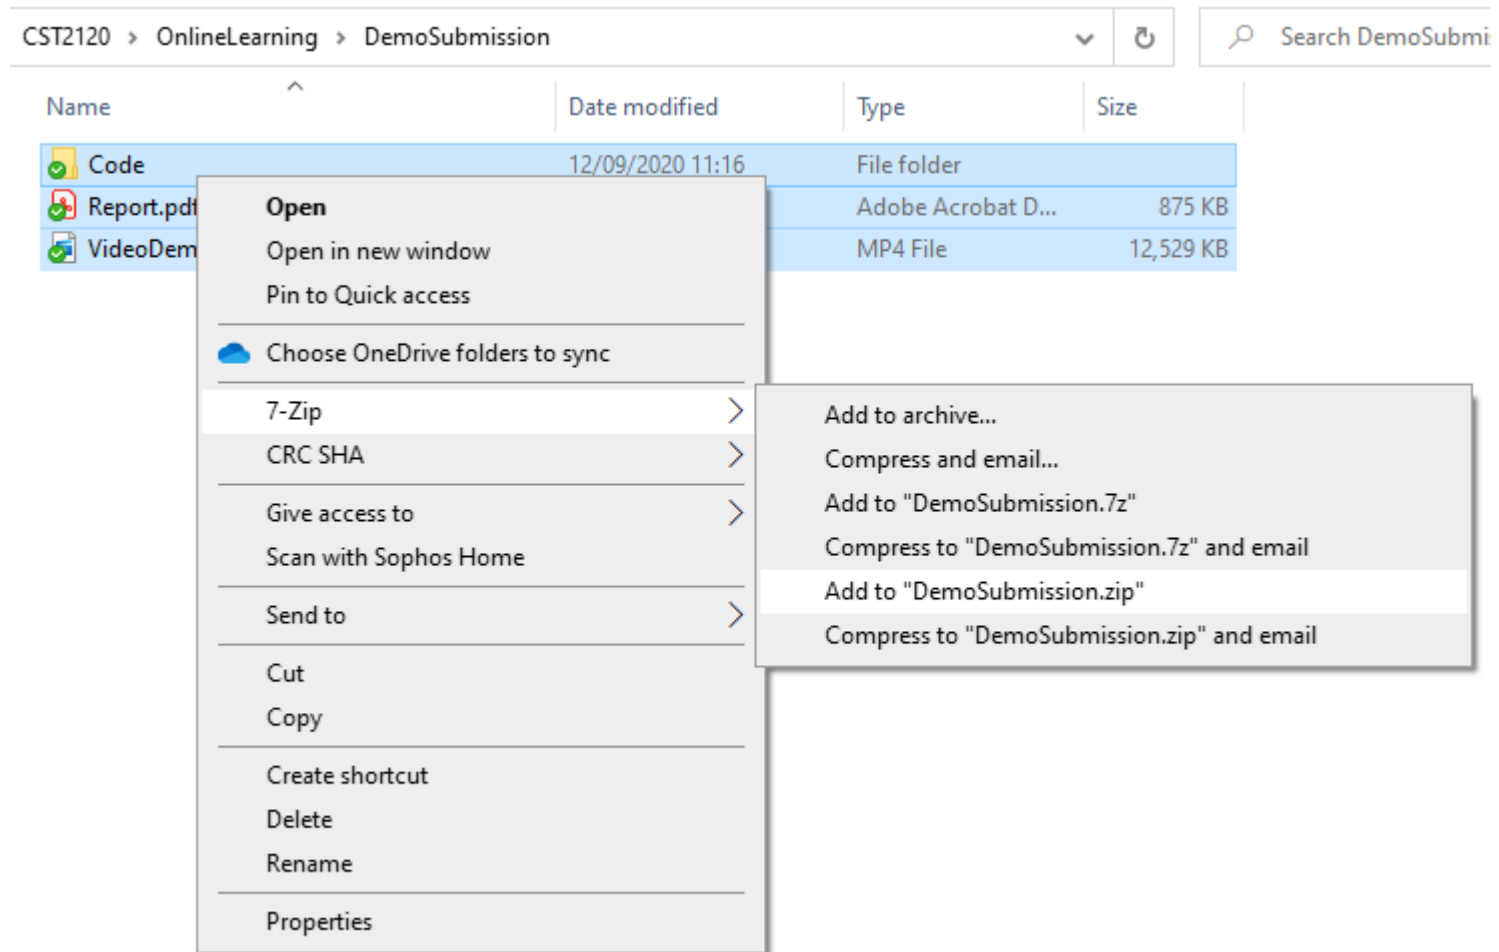 CST2120 > OnlineLearning > DemoSubmission
Search DemoSubmi
Name Date modified Type Size
Code 12/09/2020 11:16 File folder
Report.pdf Adobe Acrobat D... 875 KB
VideoDem MP4 File 12,529 KB
Open
Open in new window
Pin to Quick access
Choose OneDrive folders to sync
7-Zip
CRC SHA
Give access to
Scan with Sophos Home
Send to
Cut
Copy
Create shortcut
Delete
Rename
Properties
Add to archive...
Compress and email...
Add to "DemoSubmission.7z"
Compress to "DemoSubmission.7z" and email
Add to "DemoSubmission.zip"
Compress to "DemoSubmission.zip" and email